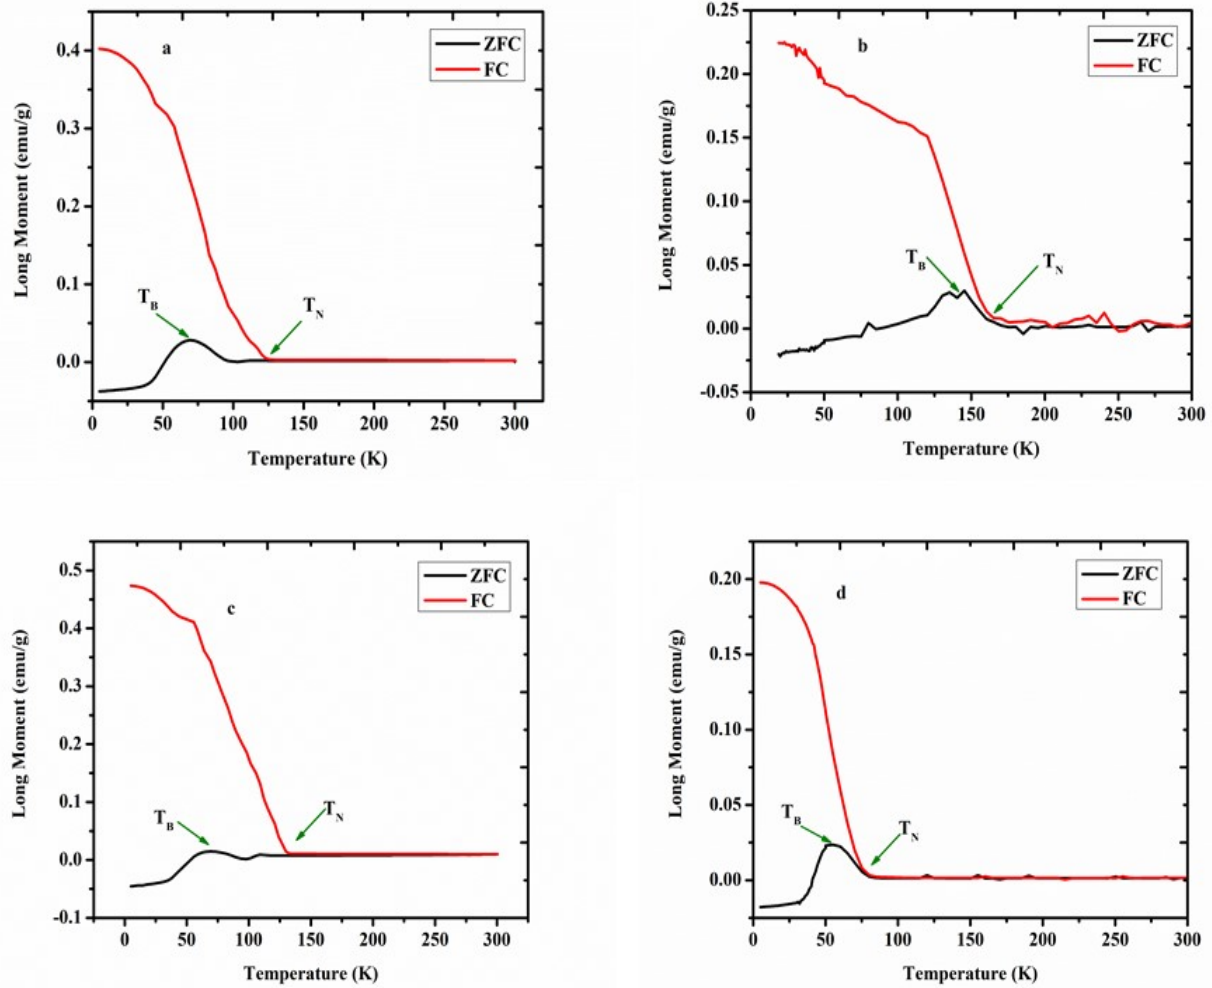 a
ZFC
FC
0.4
0.3
0.2
0.1
0.0
T_B
T_N
0 50 100 150 200 250 300
Long Moment (emu/g)
Temperature (K)
b
ZFC
FC
0.25
0.20
0.15
0.10
0.05
0.00
-0.05
T_B
T_N
0 50 100 150 200 250 300
Long Moment (emu/g)
Temperature (K)
c
ZFC
FC
0.5
0.4
0.3
0.2
0.1
0.0
-0.1
T_B
T_N
0 50 100 150 200 250 300
Long Moment (emu/g)
Temperature (K)
d
ZFC
FC
0.20
0.15
0.10
0.05
0.00
T_B
T_N
0 50 100 150 200 250 300
Long Moment (emu/g)
Temperature (K)